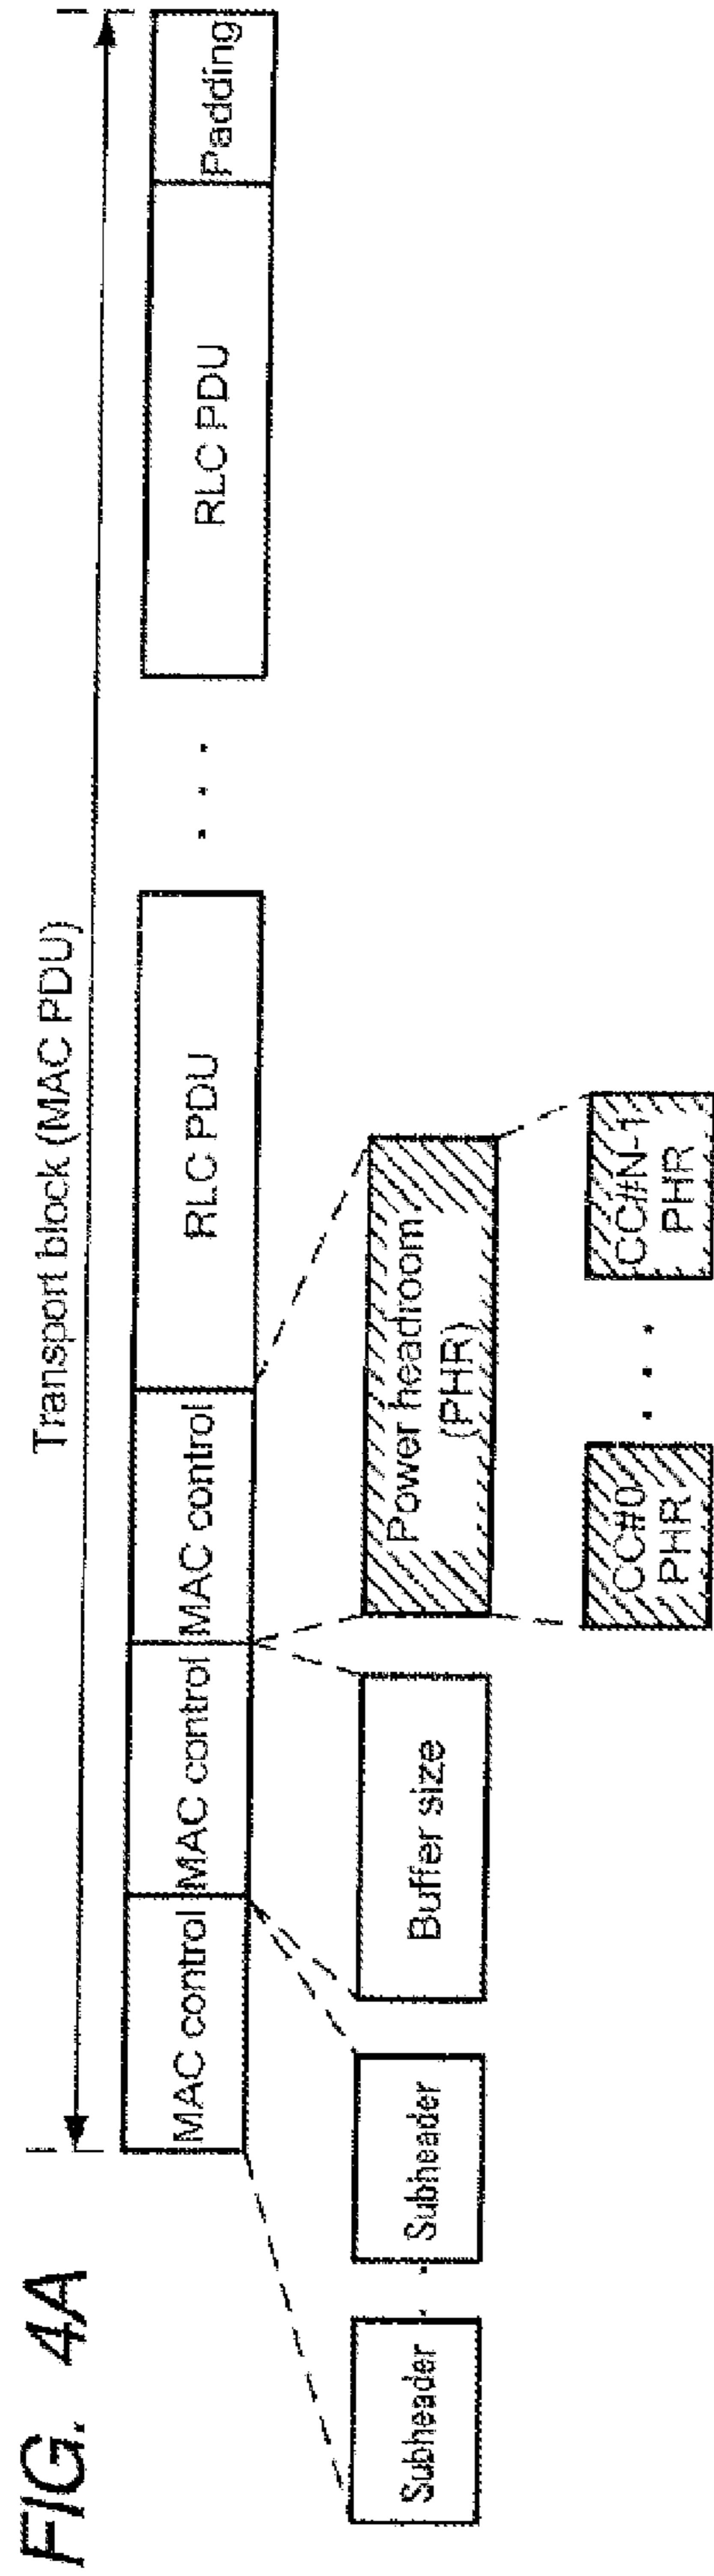 FIG. 4A
Transport block (MAC PDU)
MAC control
MAC control
MAC control
RLC PDU
. . .
RLC PDU
Padding
Subheader
. . .
Subheader
Buffer size
Power headroom
(PHR)
CC#0
PHR
. . .
CC#N-1
PHR